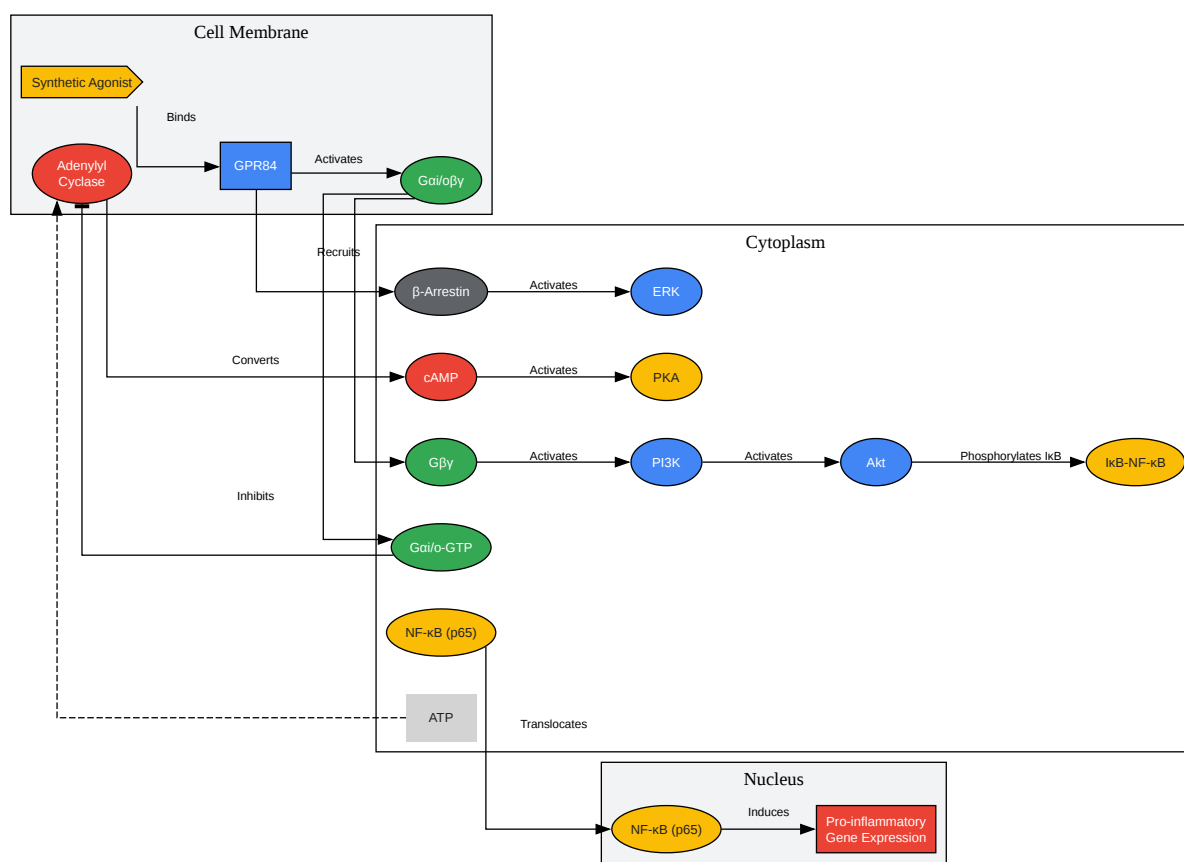 Cell Membrane
Synthetic Agonist
Binds
Adenylyl
Cyclase
GPR84
Activates
Gαi/oβγ
Cytoplasm
Recruits
β-Arrestin
Activates
ERK
Converts
cAMP
Activates
PKA
Gβγ
Activates
PI3K
Activates
Akt
Phosphorylates IκB
IκB-NF-κB
Inhibits
Gαi/o-GTP
NF-κB (p65)
ATP
Translocates
Nucleus
NF-κB (p65)
Induces
Pro-inflammatory
Gene Expression